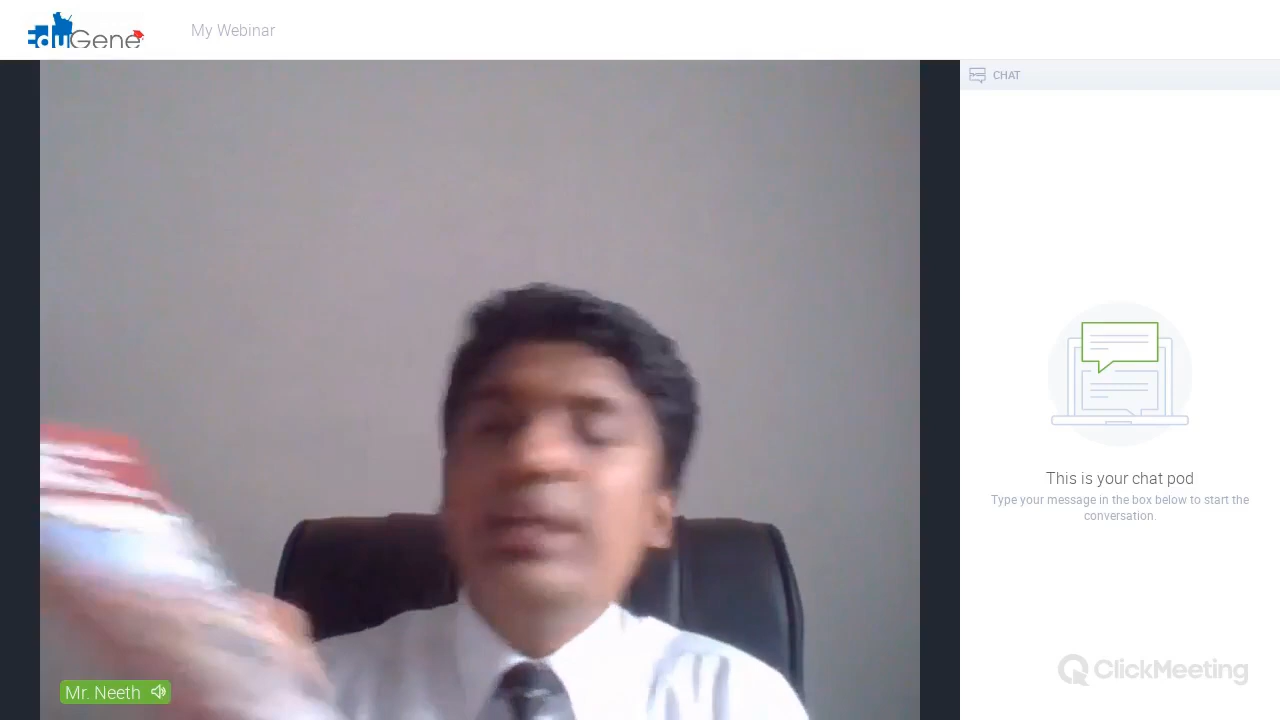 eduGene
My Webinar
CHAT
This is your chat pod
Type your message in the box below to start the
conversation.
Mr. Neeth
ClickMeeting